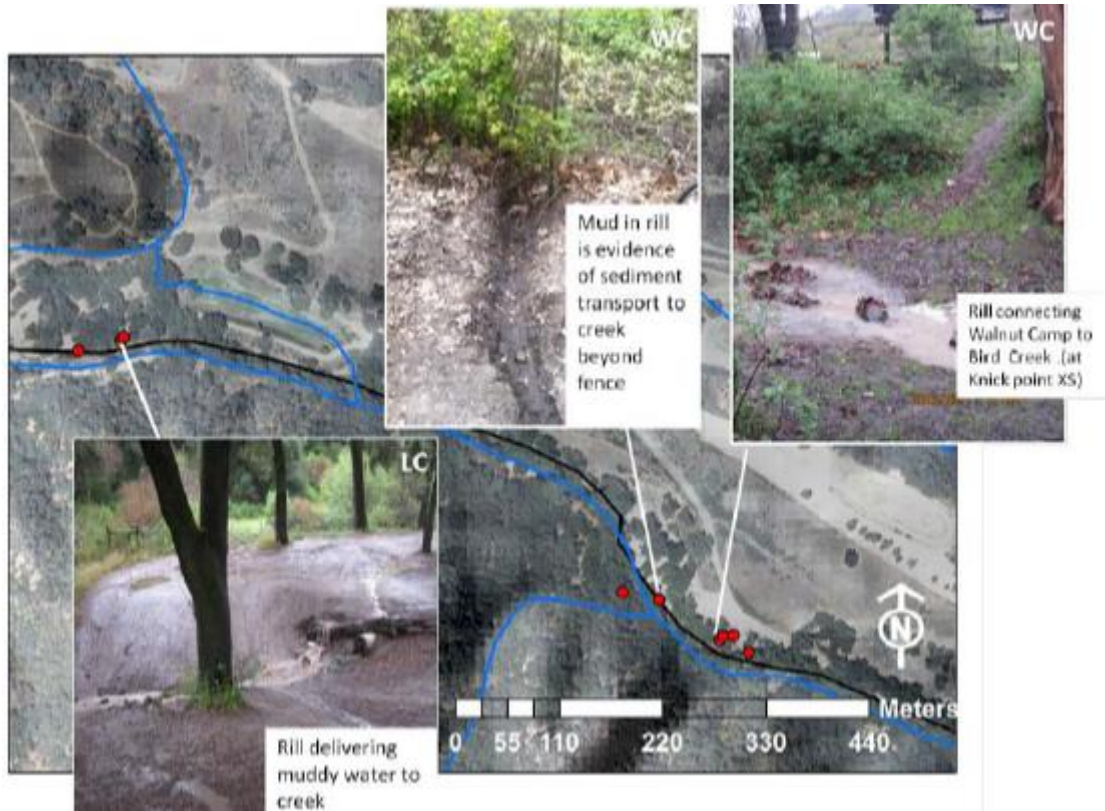 WC
Mud in rill
is evidence
of sediment
transport to
creek
beyond
fence
WC
Rill connecting
Walnut Camp to
Bird Creek .(at
Knick point XS)
LC
Rill delivering
muddy water to
creek
N
Meters
0 55 110 220 330 440